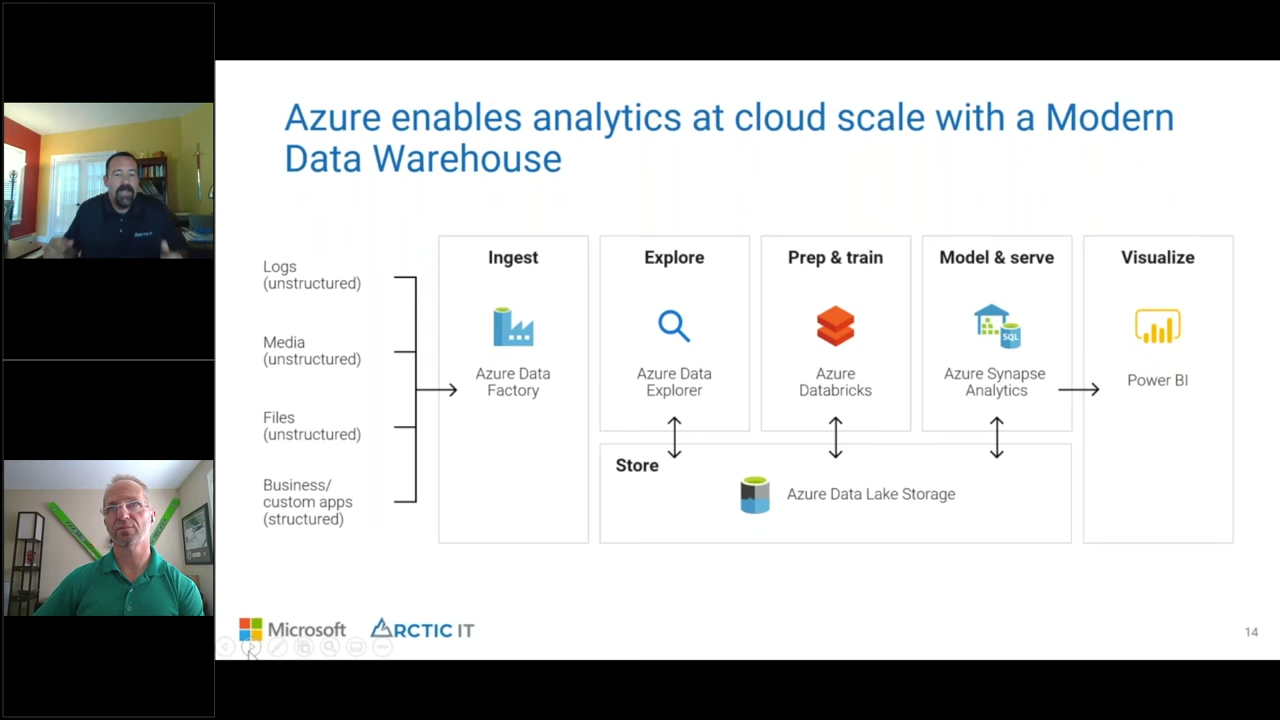 Azure enables analytics at cloud scale with a Modern
Data Warehouse
Logs
(unstructured)
Media
(unstructured)
Files
(unstructured)
Business/
custom apps
(structured)
Ingest
Azure Data
Factory
Explore
Azure Data
Explorer
Prep & train
Azure
Databricks
Model & serve
SQL
Azure Synapse
Analytics
Visualize
Power BI
Store
Azure Data Lake Storage
Microsoft
ARCTIC IT
14